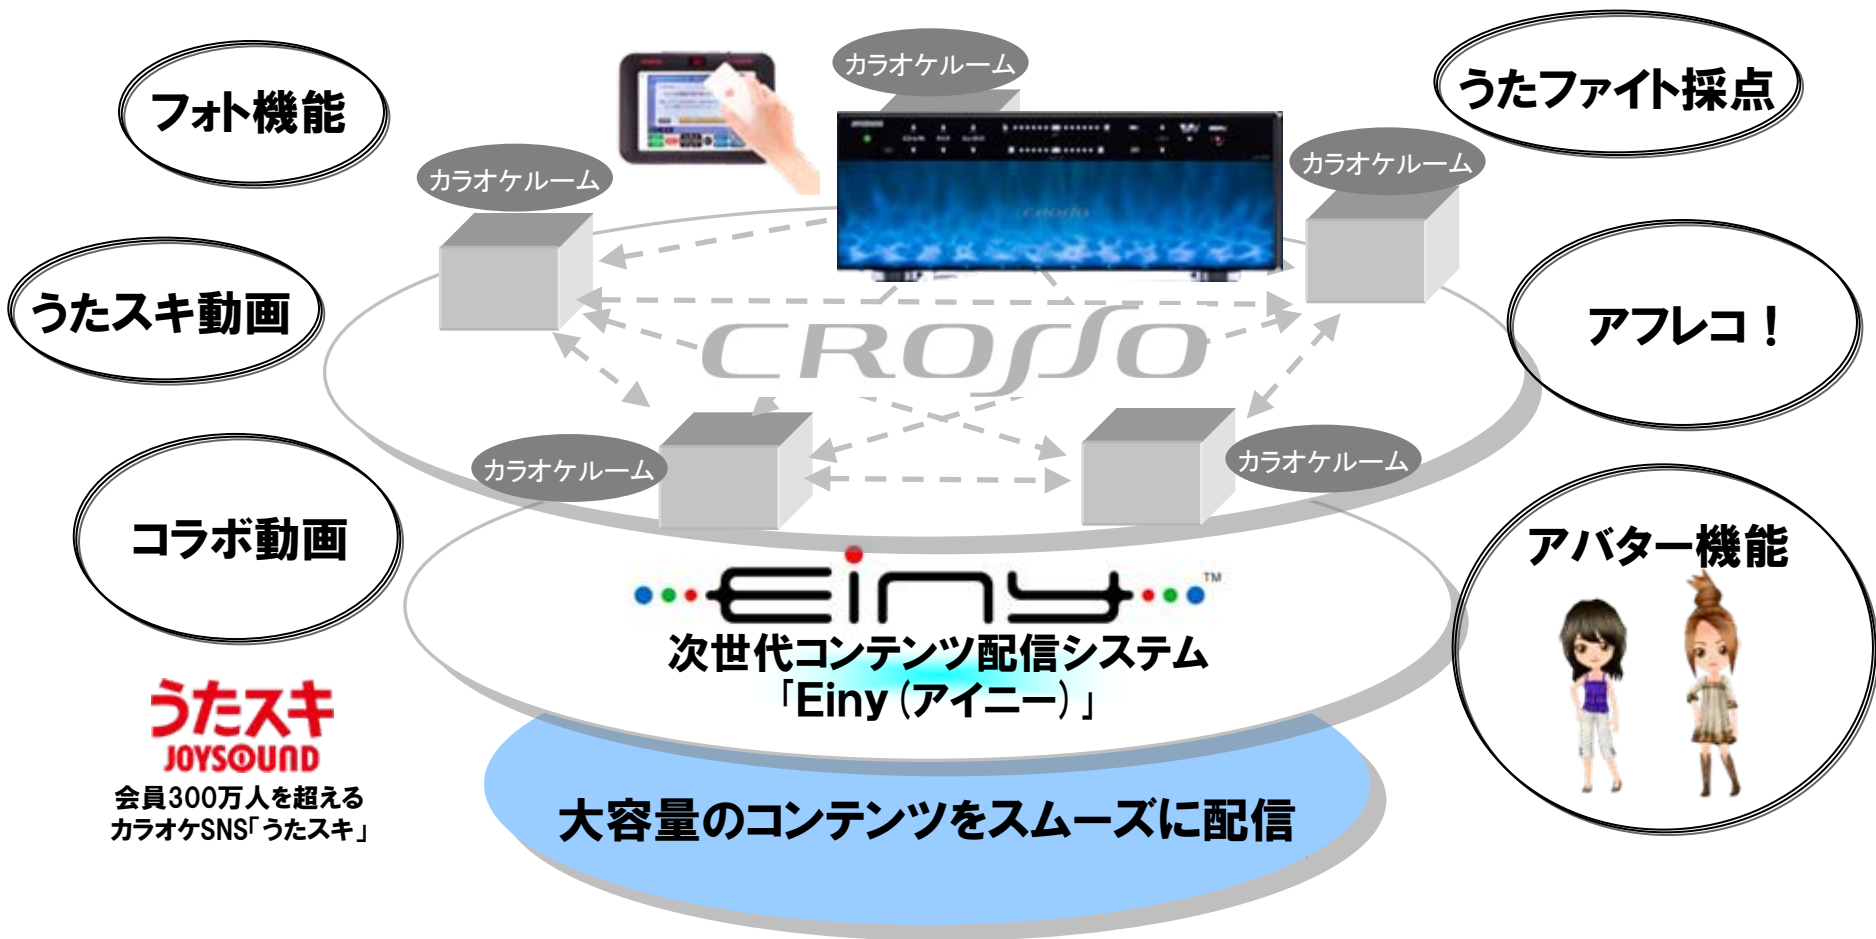 フォト機能
カラオケルーム
うたファイト採点
カラオケルーム
カラオケルーム
うたスキ動画
CROSSO
アフレコ！
CROSSO
カラオケルーム
カラオケルーム
コラボ動画
アバター機能
Einy™
次世代コンテンツ配信システム
「Einy（アイニー）」
うたスキ
JOYSOUND
会員300万人を超える
カラオケSNS「うたスキ」
大容量のコンテンツをスムーズに配信